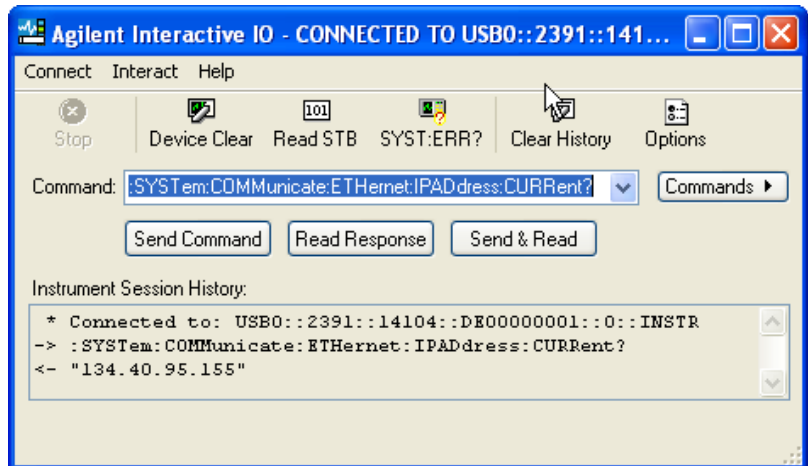 Agilent Interactive IO - CONNECTED TO USB0::2391::141...
Connect Interact Help
101
Stop Device Clear Read STB SYST:ERR? Clear History Options
Command: :SYSTem:COMMunicate:ETHernet:IPADdress:CURRent? Commands
Send Command Read Response Send & Read
Instrument Session History:
* Connected to: USB0::2391::14104::DE00000001::0::INSTR
-> :SYSTem:COMMunicate:ETHernet:IPADdress:CURRent?
<- "134.40.95.155"